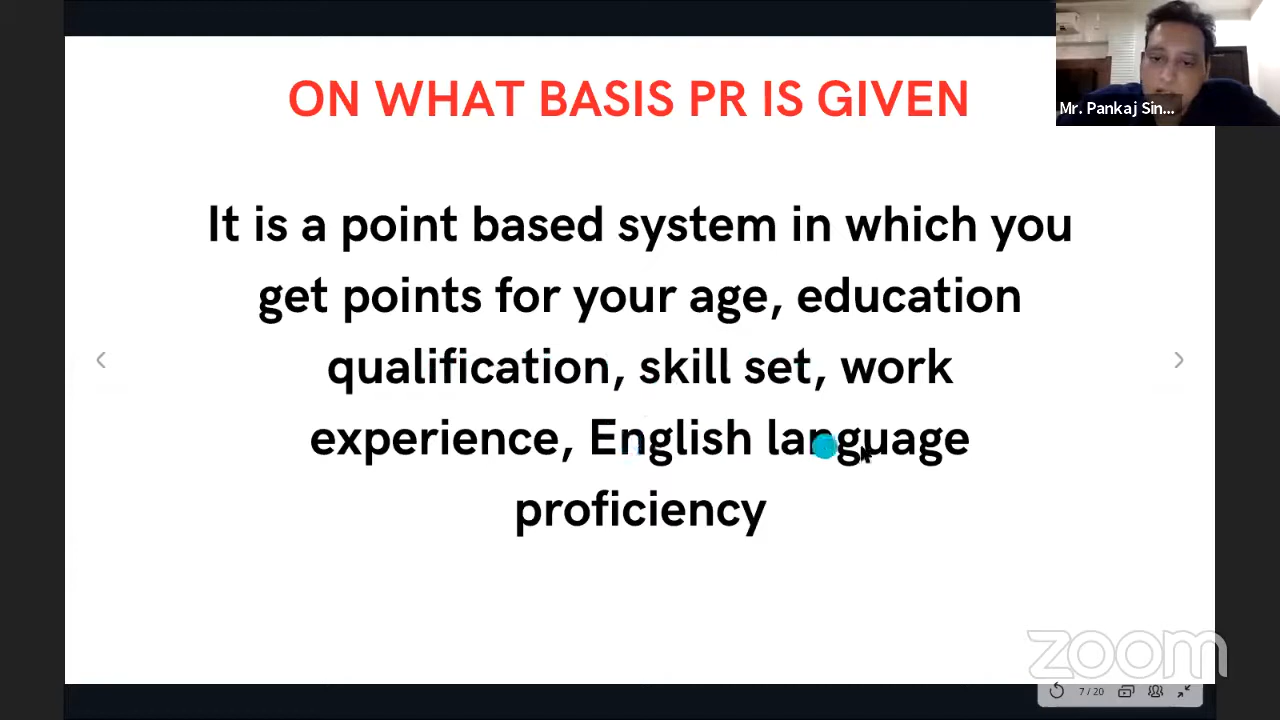 ON WHAT BASIS PR IS GIVEN
Mr. Pankaj Sin...
It is a point based system in which you
get points for your age, education
qualification, skill set, work
experience, English language
proficiency
zoom
7 / 20